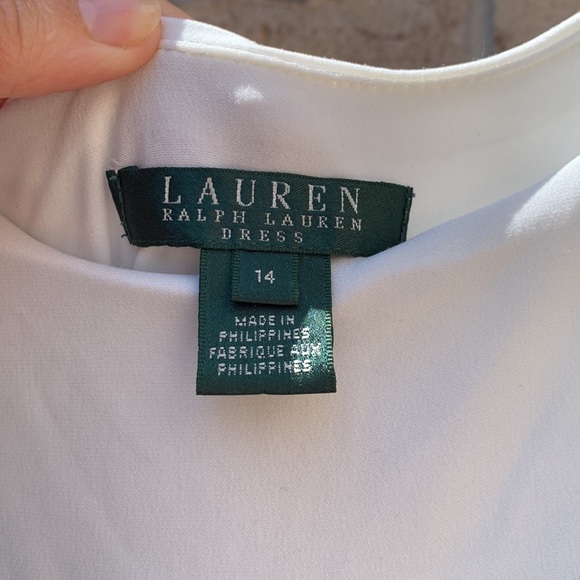 LAUREN
RALPH LAUREN
DRESS
14
MADE IN
PHILIPPINES
FABRIQUE AUX
PHILIPPINES